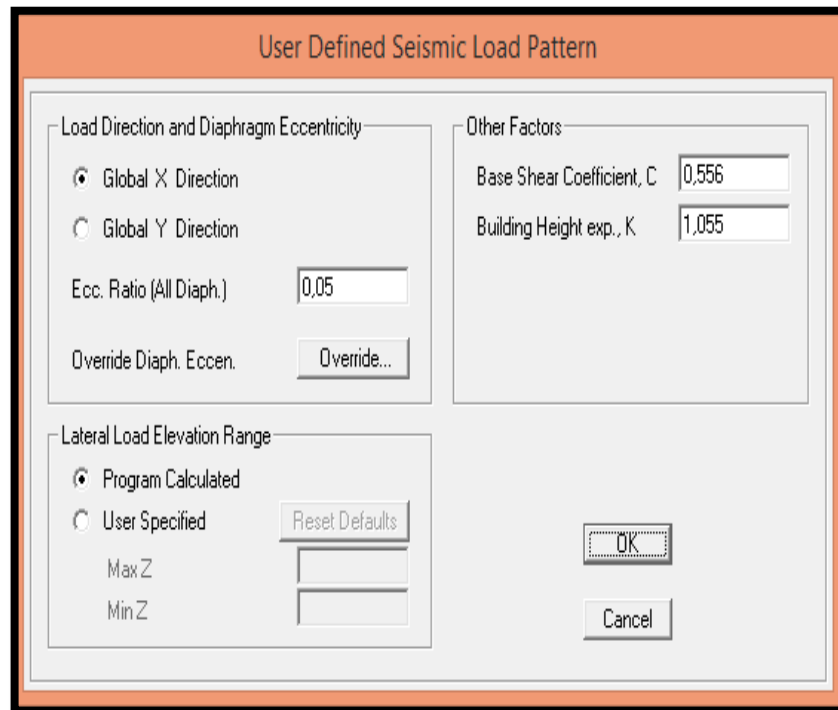 User Defined Seismic Load Pattern
Load Direction and Diaphragm Eccentricity
Global X Direction
Global Y Direction
Ecc. Ratio (All Diaph.) 0,05
Override Diaph. Eccen. Override...
Other Factors
Base Shear Coefficient, C 0,556
Building Height exp., K 1,055
Lateral Load Elevation Range
Program Calculated
User Specified Reset Defaults
Max Z
Min Z
OK
Cancel